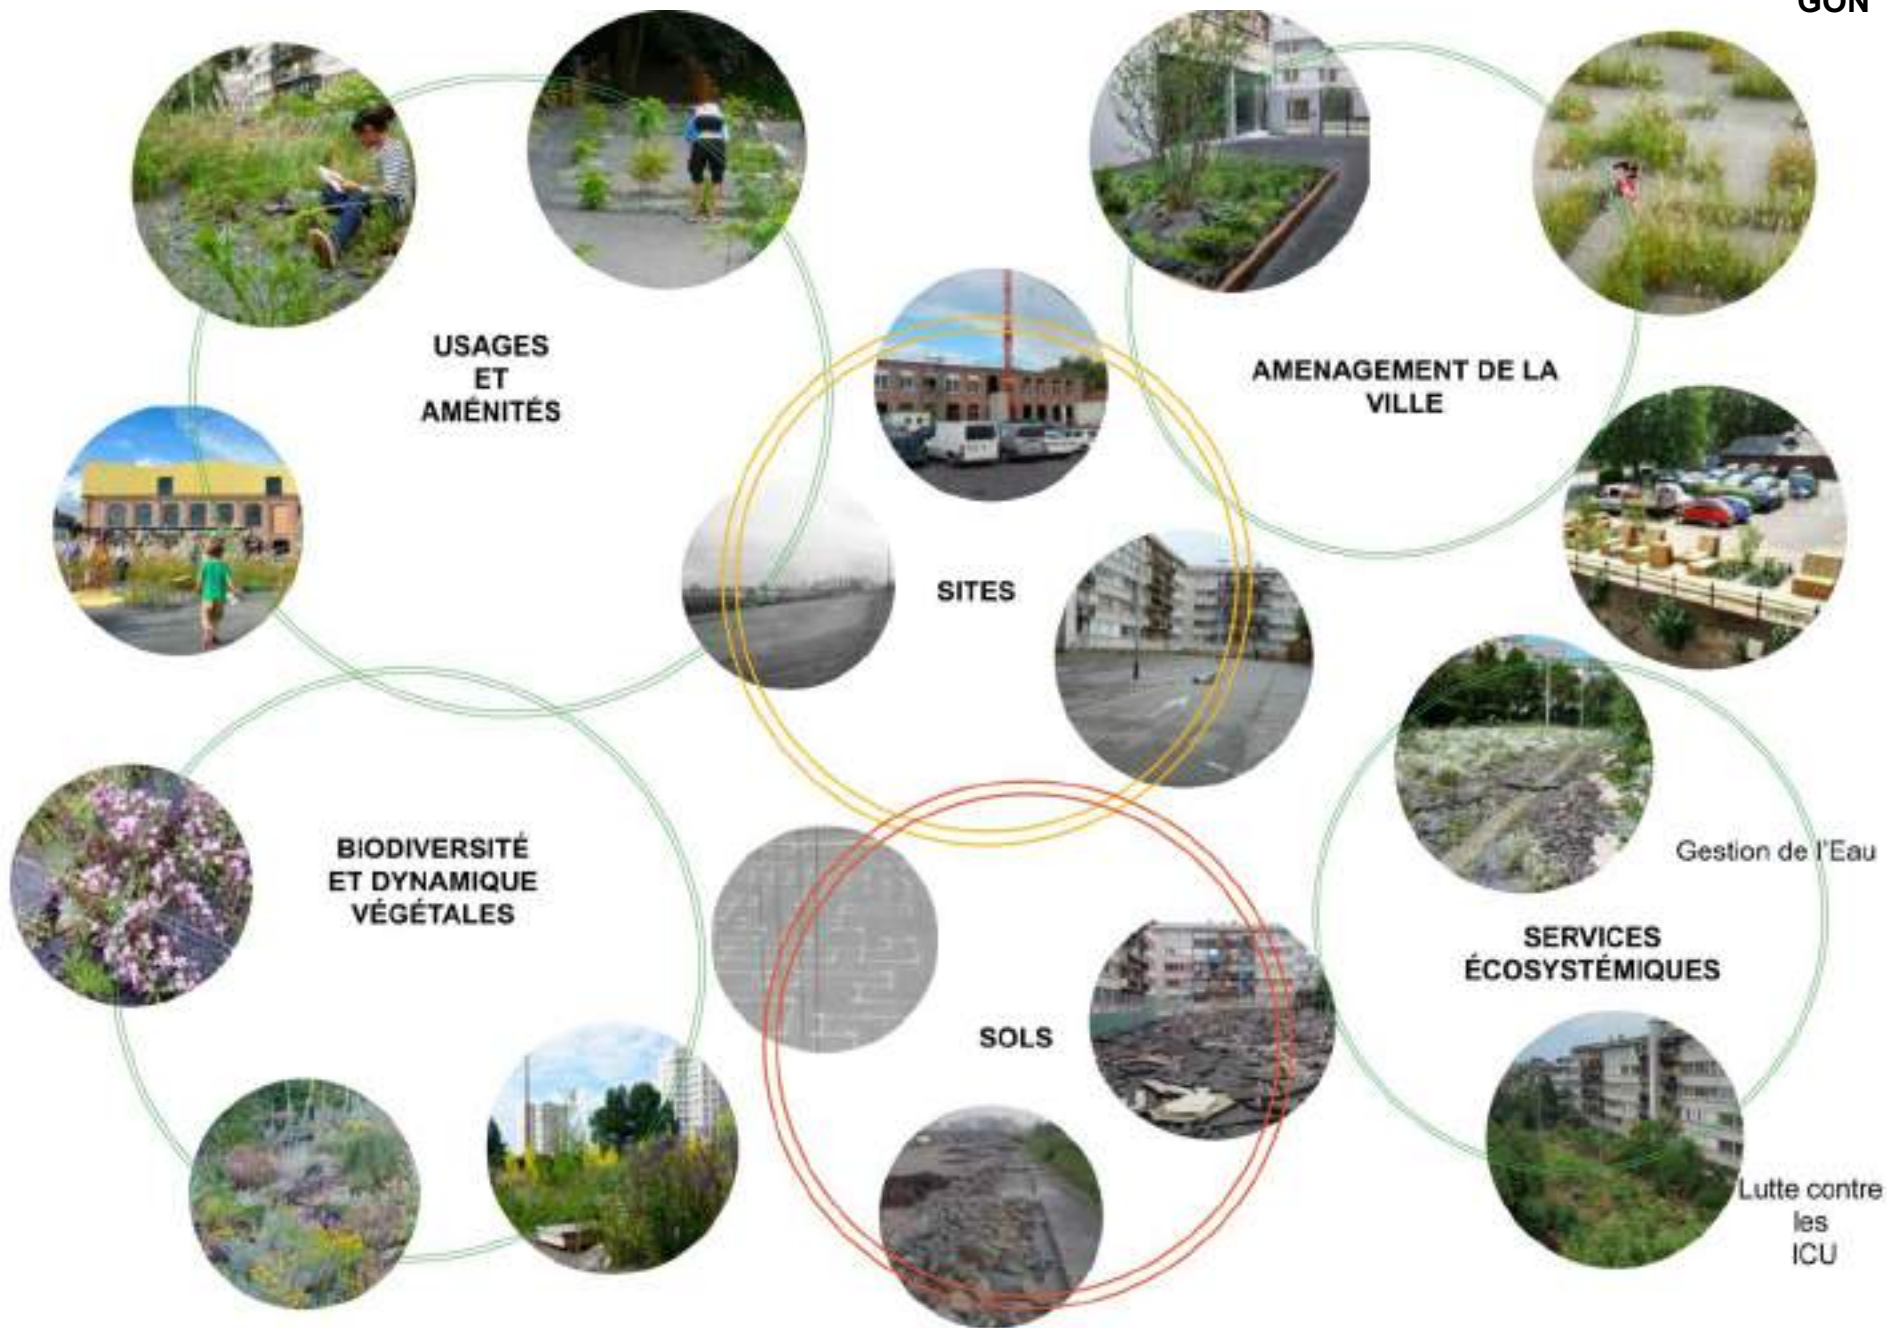 GON
USAGES
ET
AMÉNITÉS
AMENAGEMENT DE LA
VILLE
SITES
BIODIVERSITÉ
ET DYNAMIQUE
VÉGÉTALES
Gestion de l'Eau
SERVICES
ÉCOSYSTÉMIQUES
SOLS
Lutte contre
les
ICU